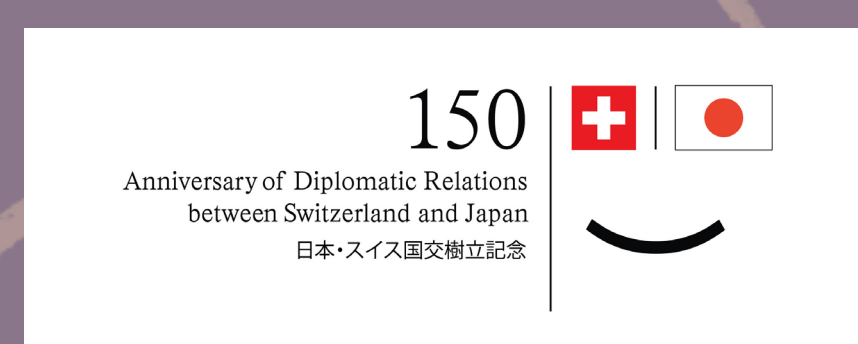 150
Anniversary of Diplomatic Relations
between Switzerland and Japan
日本・スイス国交樹立記念